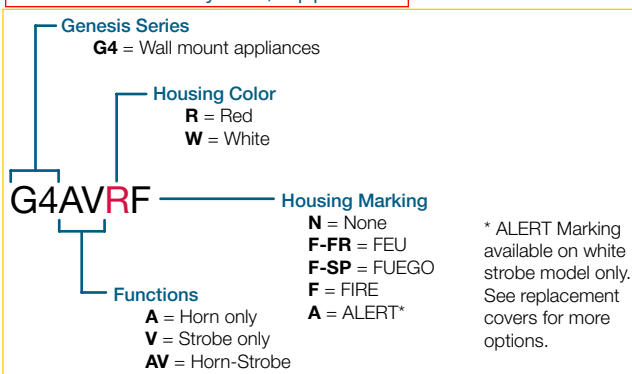 Genesis Series
G4 = Wall mount appliances
Housing Color
R = Red
W = White
G4AVRF
Housing Marking
N = None
F-FR = FEU
F-SP = FUEGO
F = FIRE
A = ALERT*
* ALERT Marking
available on white
strobe model only.
See replacement
covers for more
options.
Functions
A = Horn only
V = Strobe only
AV = Horn-Strobe